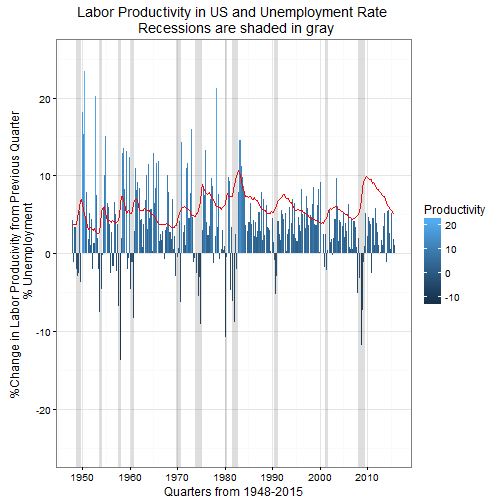 Labor Productivity in US and Unemployment Rate
Recessions are shaded in gray
%Change in Labor Producitivity from Previous Quarter
% Unemployment
20
10
0
-10
-20
1950 1960 1970 1980 1990 2000 2010
Quarters from 1948-2015
Productivity
20
10
0
-10